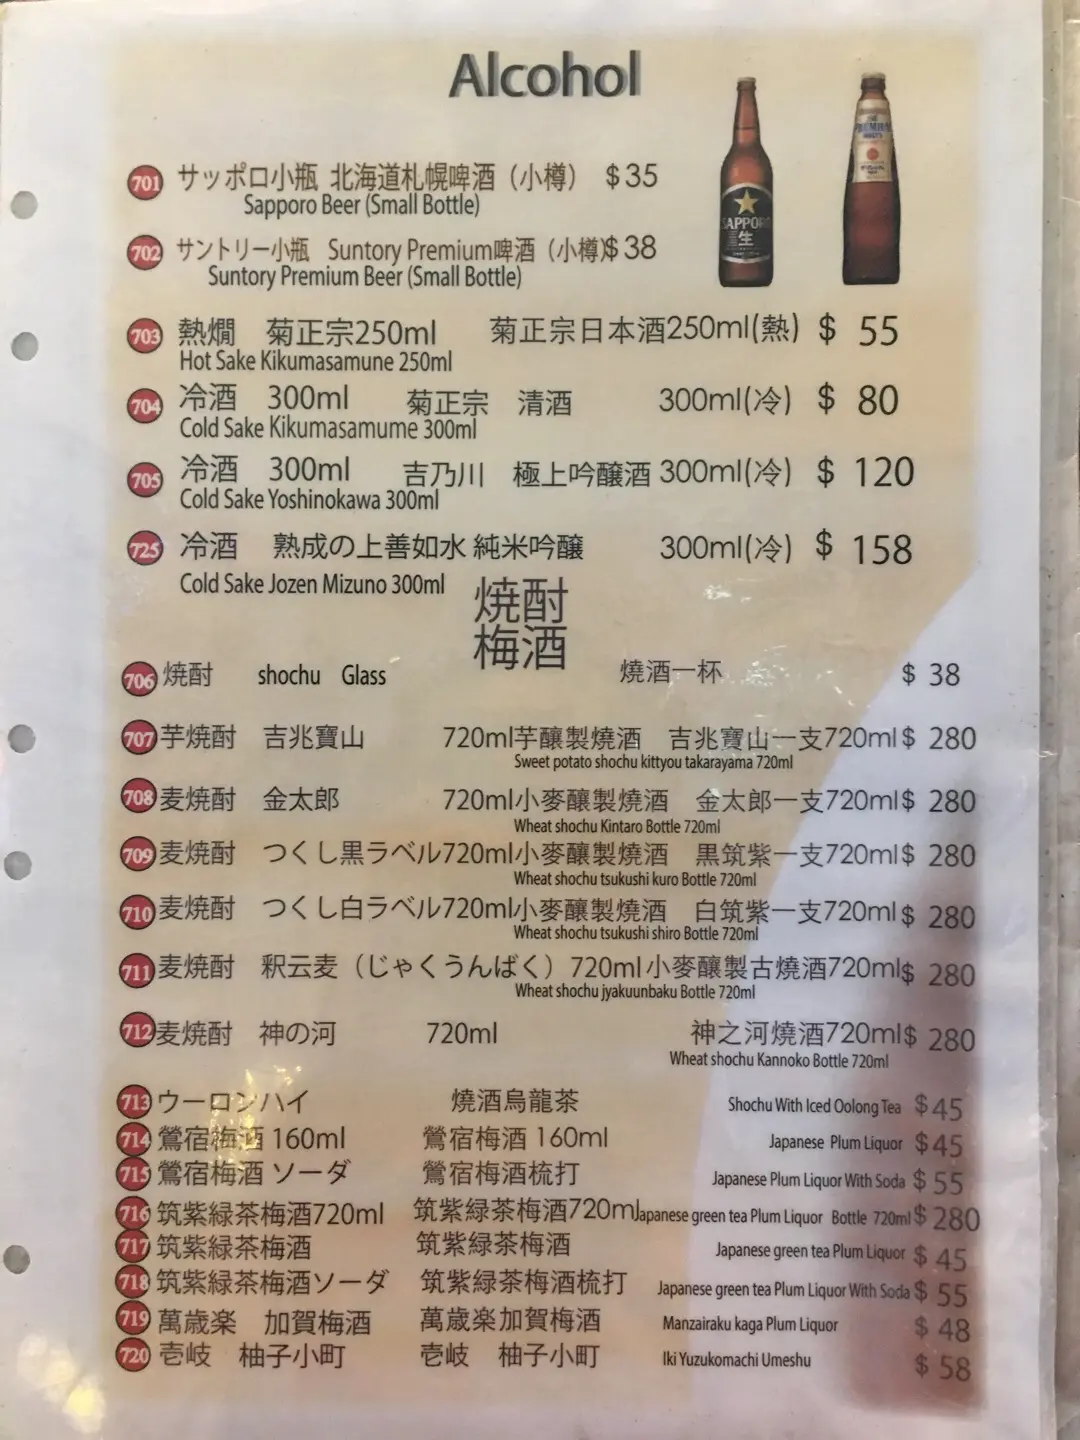 Alcohol
701 サッポロ小瓶 北海道札幌啤酒（小樽） $35
Sapporo Beer (Small Bottle)
702 サントリー小瓶 Suntory Premium啤酒（小樽）$38
Suntory Premium Beer (Small Bottle)
SAPPORO
生
PREMIUM
703 熱燗 菊正宗250ml 菊正宗日本酒250ml(熱) $ 55
Hot Sake Kikumasamune 250ml
704 冷酒 300ml 菊正宗 清酒 300ml(冷) $ 80
Cold Sake Kikumasamume 300ml
705 冷酒 300ml 吉乃川 極上吟醸酒 300ml(冷) $ 120
Cold Sake Yoshinokawa 300ml
725 冷酒 熟成の上善如水 純米吟醸 300ml(冷) $ 158
Cold Sake Jozen Mizuno 300ml
焼酎
梅酒
706 焼酎 shochu Glass 燒酒一杯 $ 38
707 芋焼酎 吉兆寶山 720ml芋釀製燒酒 吉兆寶山一支720ml $ 280
Sweet potato shochu kittyou takarayama 720ml
708 麦焼酎 金太郎 720ml小麥釀製燒酒 金太郎一支720ml $ 280
Wheat shochu Kintaro Bottle 720ml
709 麦焼酎 つくし黒ラベル720ml小麥釀製燒酒 黒筑紫一支720ml $ 280
Wheat shochu tsukushi kuro Bottle 720ml
710 麦焼酎 つくし白ラベル720ml小麥釀製燒酒 白筑紫一支720ml $ 280
Wheat shochu tsukushi shiro Bottle 720ml
711 麦焼酎 釈云麦（じゃくうんばく）720ml 小麥釀製古燒酒720ml $ 280
Wheat shochu jyakuunbaku Bottle 720ml
712 麦焼酎 神の河 720ml 神之河燒酒720ml $ 280
Wheat shochu Kannoko Bottle 720ml
713 ウーロンハイ 燒酒烏龍茶 Shochu With Iced Oolong Tea $45
714 鶯宿梅酒 160ml 鶯宿梅酒 160ml Japanese Plum Liquor $45
715 鶯宿梅酒 ソーダ 鶯宿梅酒梳打 Japanese Plum Liquor With Soda $ 55
716 筑紫緑茶梅酒720ml 筑紫緑茶梅酒720ml Japanese green tea Plum Liquor Bottle 720ml $ 280
717 筑紫緑茶梅酒 筑紫緑茶梅酒 Japanese green tea Plum Liquor $ 45
718 筑紫緑茶梅酒ソーダ 筑紫緑茶梅酒梳打 Japanese green tea Plum Liquor With Soda $ 55
719 萬歳楽 加賀梅酒 萬歳楽加賀梅酒 Manzairaku kaga Plum Liquor $ 48
720 壱岐 柚子小町 壱岐 柚子小町 Iki Yuzukomachi Umeshu $ 58